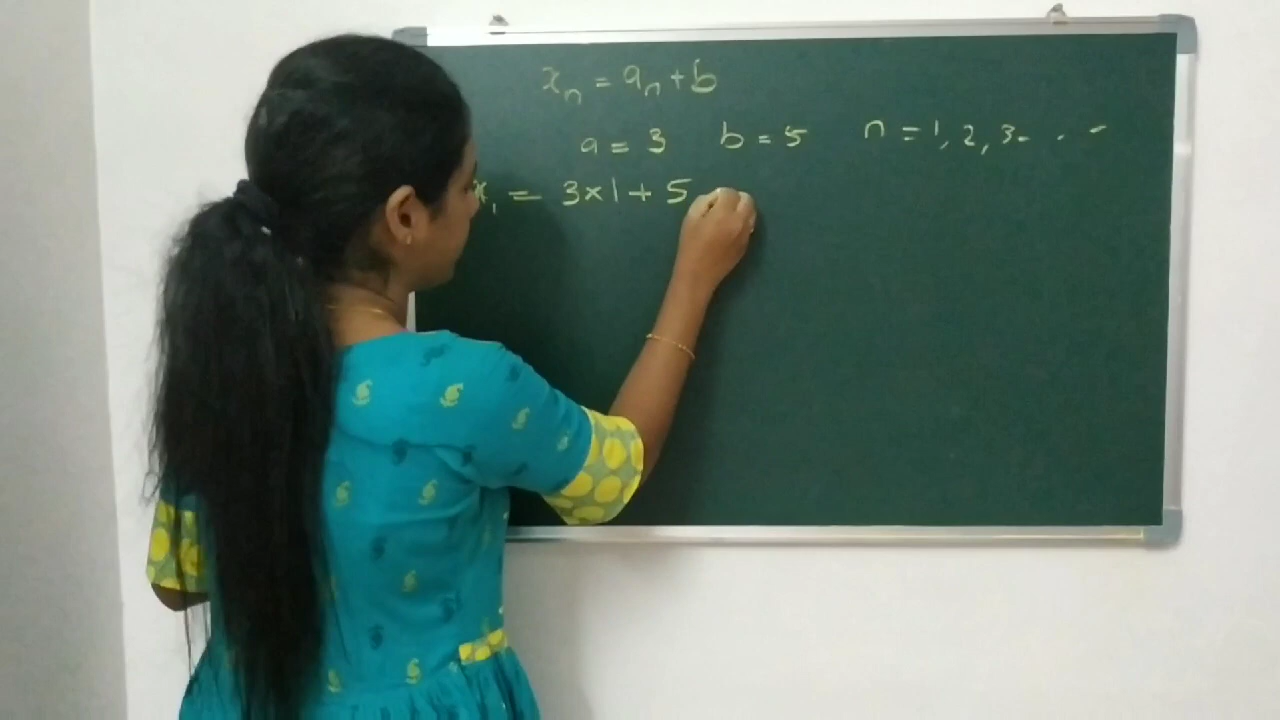 xₙ = aₙ + b
a = 3 b = 5 n = 1, 2, 3- - -
x₁ = 3 × 1 + 5